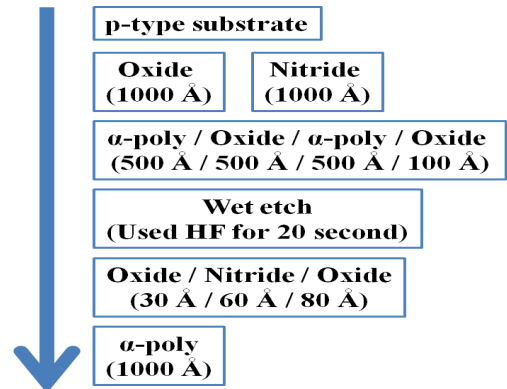 p-type substrate
Oxide
(1000 Å)
Nitride
(1000 Å)
α-poly / Oxide / α-poly / Oxide
(500 Å / 500 Å / 500 Å / 100 Å)
Wet etch
(Used HF for 20 second)
Oxide / Nitride / Oxide
(30 Å / 60 Å / 80 Å)
α-poly
(1000 Å)